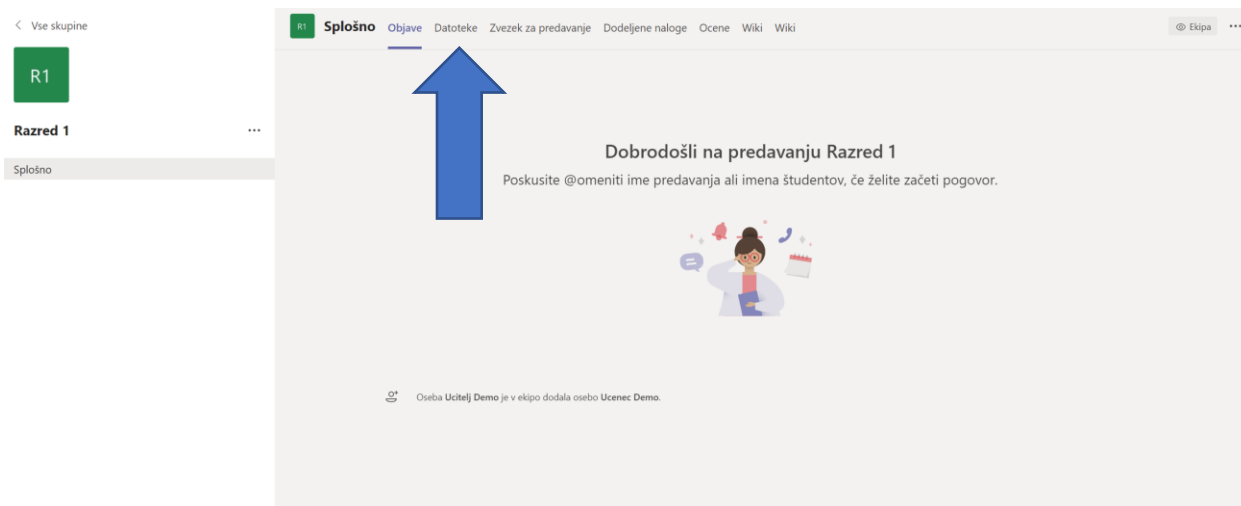 Vse skupine
R1
Razred 1
Splošno
R1 Splošno Objave Datoteke Zvezek za predavanje Dodeljene naloge Ocene Wiki Wiki
Ekipa
Dobrodošli na predavanju Razred 1
Poskusite @omeniti ime predavanja ali imena študentov, če želite začeti pogovor.
Oseba Ucitelj Demo je v ekipo dodala osebo Ucenec Demo.